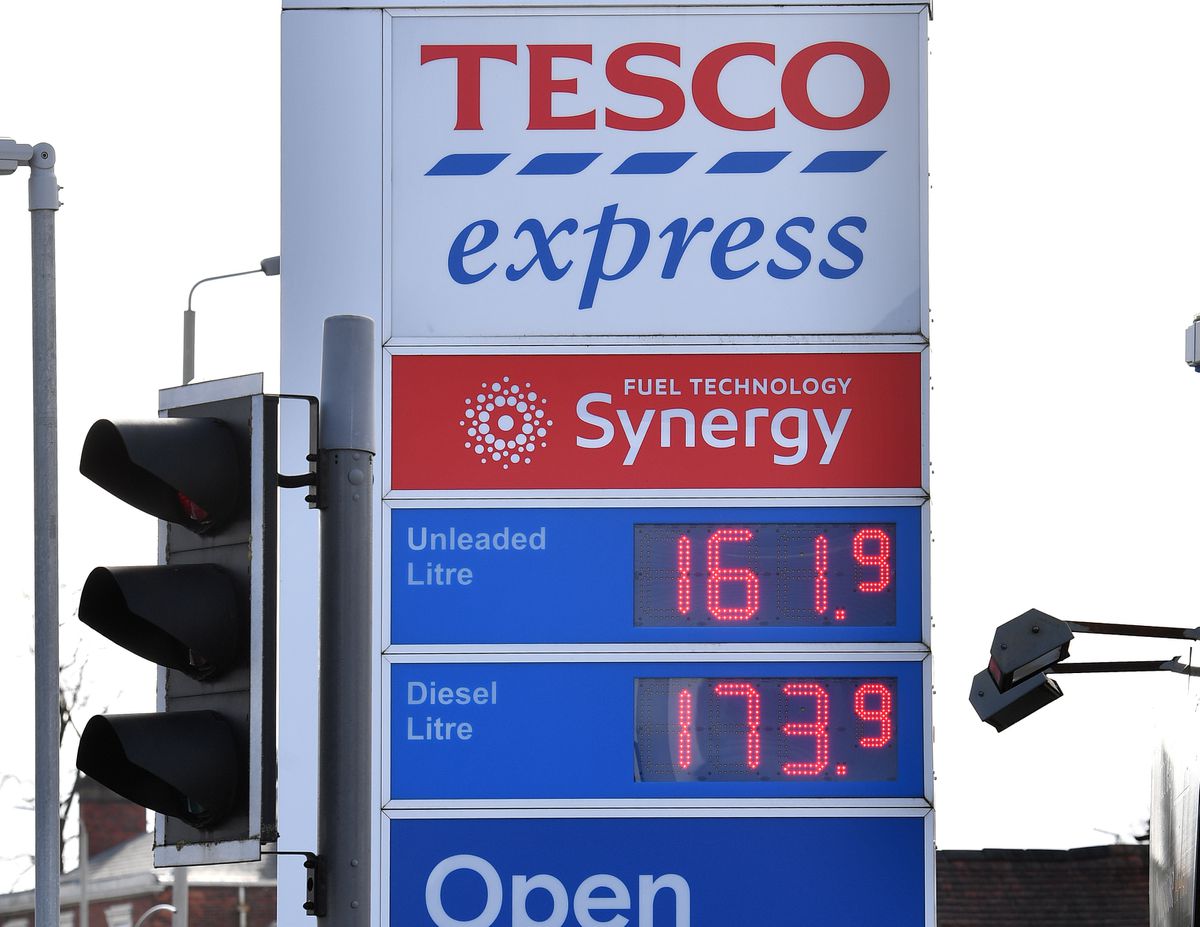 TESCO
express
FUEL TECHNOLOGY
Synergy
Unleaded
Litre
161.9
Diesel
Litre
173.9
Open